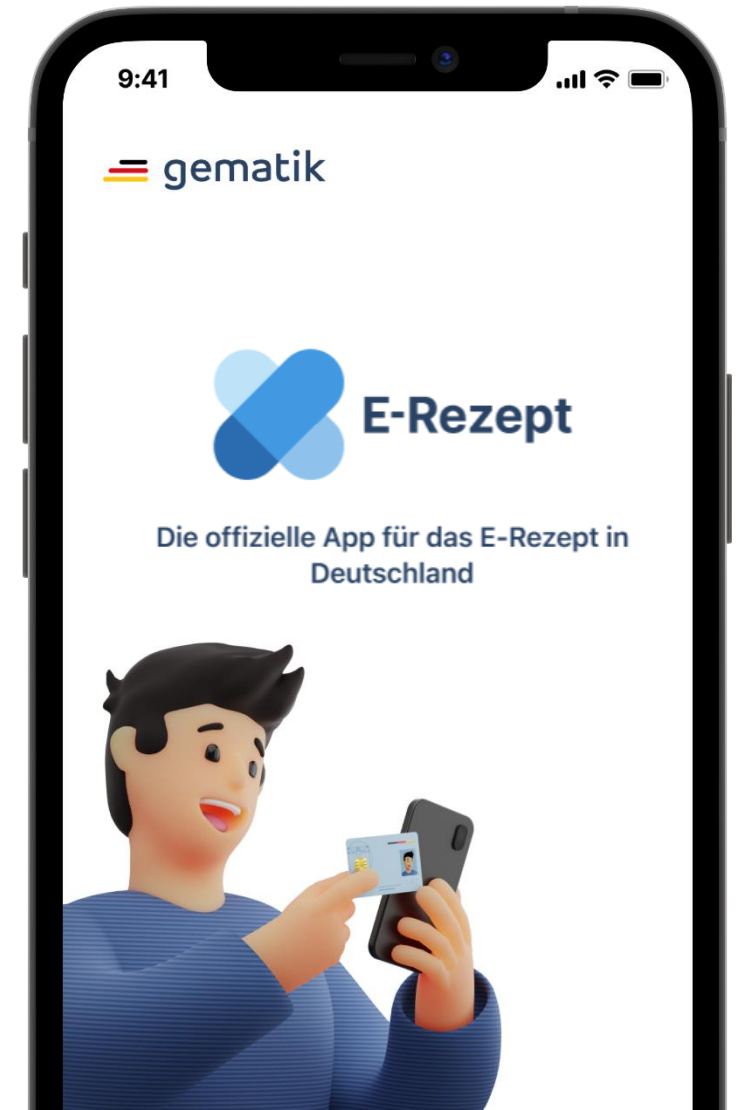 9:41
gematik
E-Rezept
Die offizielle App für das E-Rezept in
Deutschland